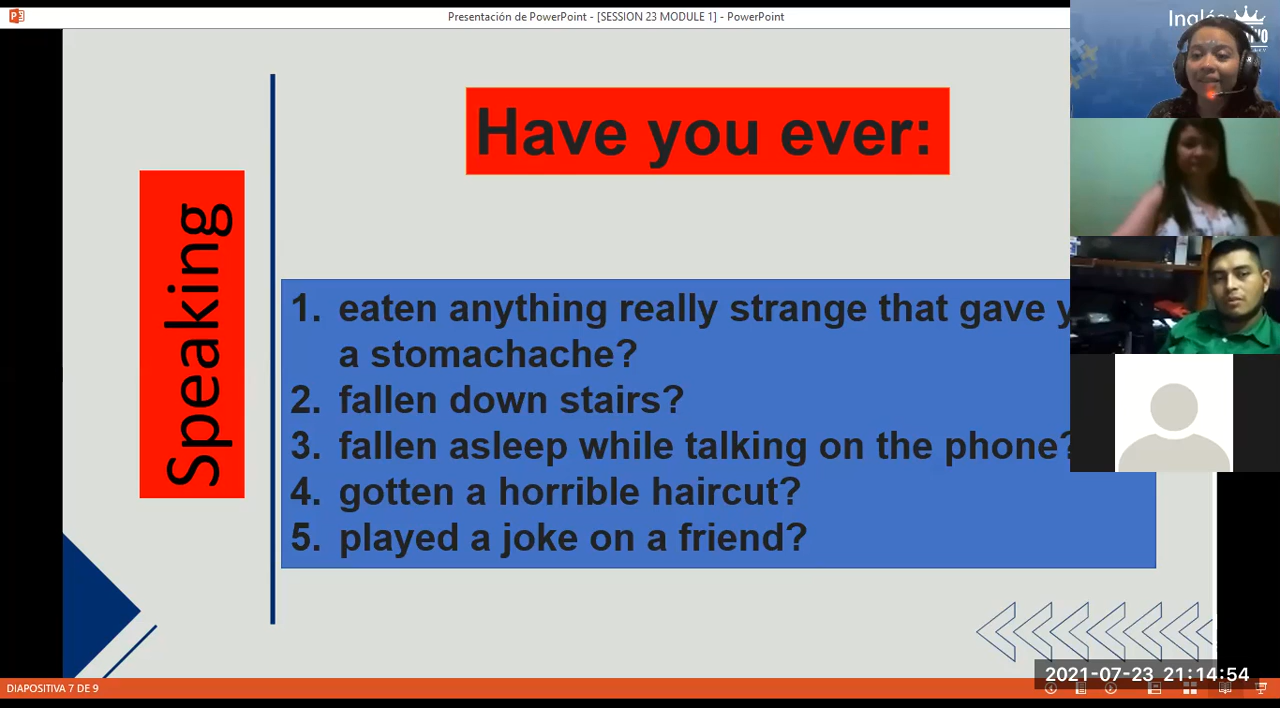 Presentación de PowerPoint - [SESSION 23 MODULE 1] - PowerPoint
Inglés
Have you ever:
Speaking
1. eaten anything really strange that gave
a stomachache?
2. fallen down stairs?
3. fallen asleep while talking on the phone?
4. gotten a horrible haircut?
5. played a joke on a friend?
2021-07-23 21:14:54
DIAPOSITIVA 7 DE 9